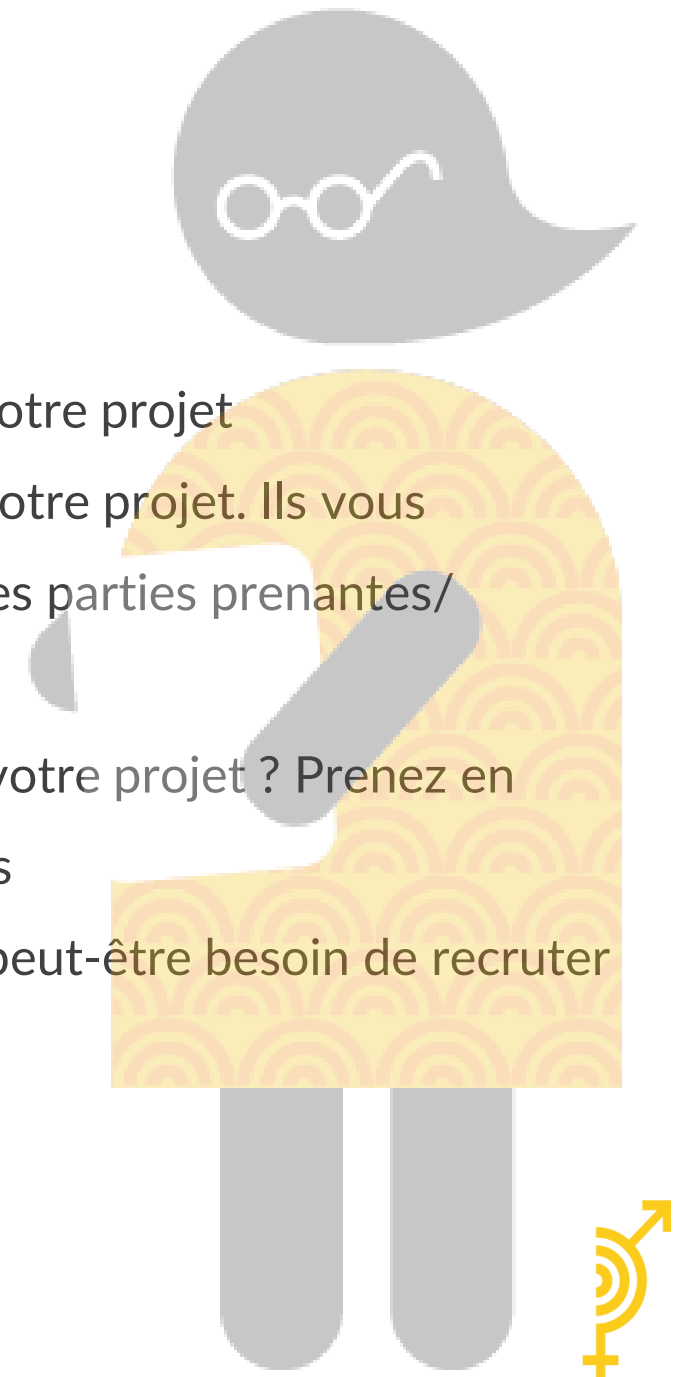 otre projet
otre projet. Ils vous
es parties prenantes/
votre projet ? Prenez en
s
peut-être besoin de recruter